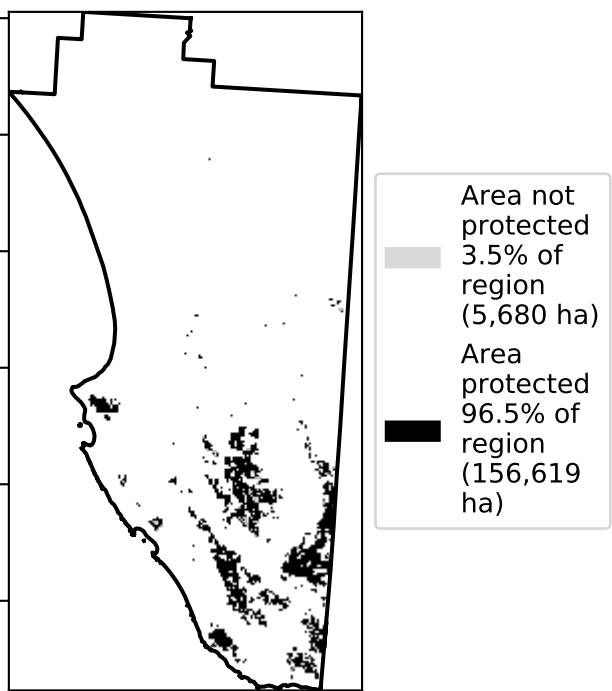 Area not
protected
3.5% of
region
(5,680 ha)
Area
protected
96.5% of
region
(156,619
ha)